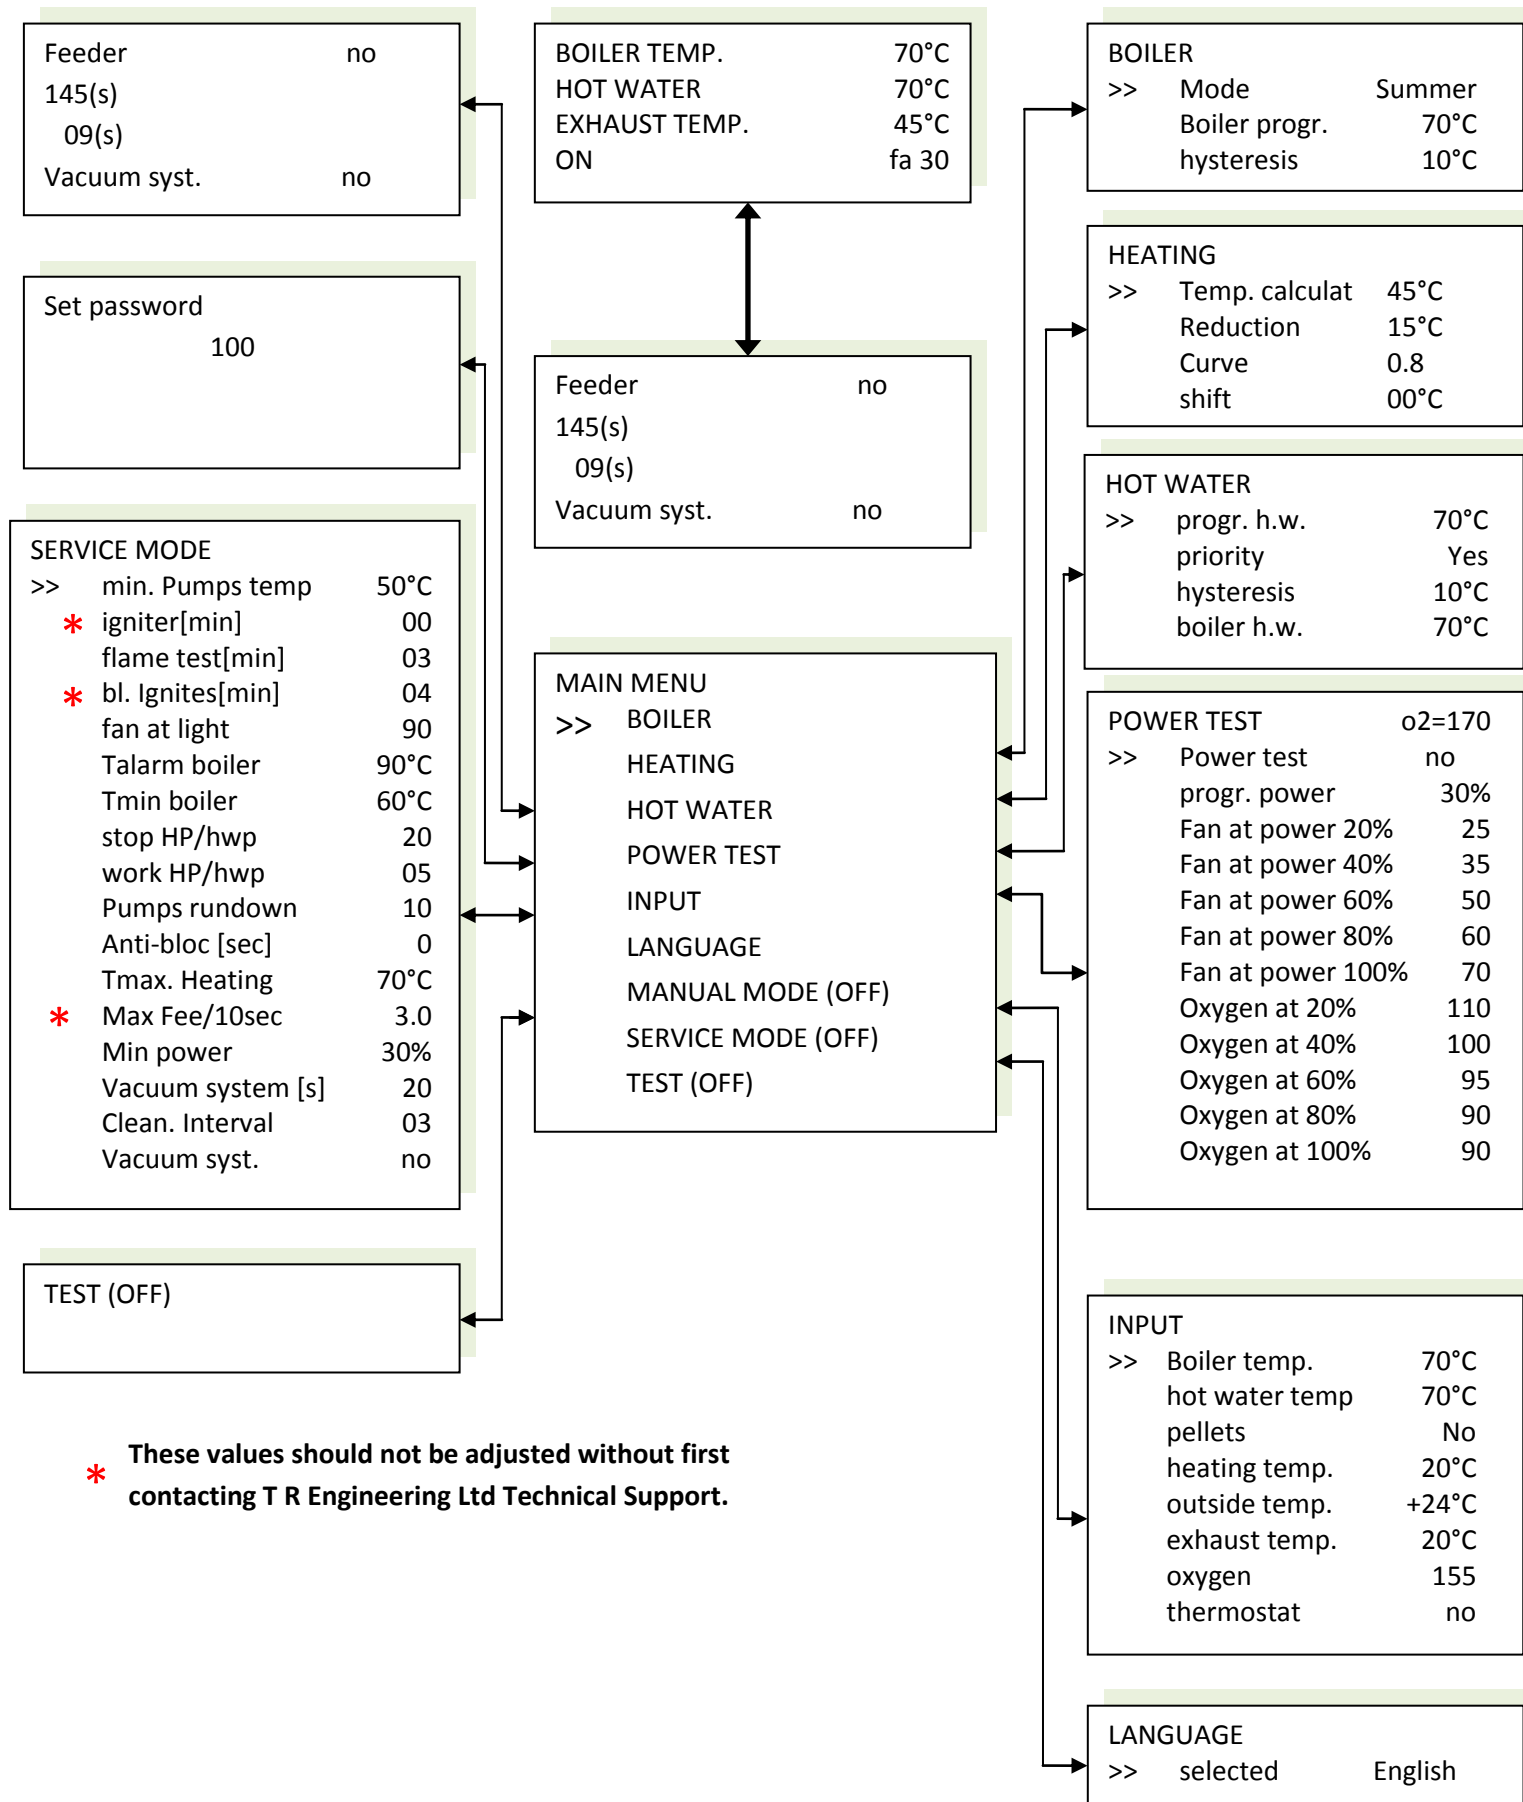 Feeder no
145(s)
09(s)
Vacuum syst. no
Set password
100
SERVICE MODE
>> min. Pumps temp 50°C
* igniter[min] 00
flame test[min] 03
* bl. Ignites[min] 04
fan at light 90
Talarm boiler 90°C
Tmin boiler 60°C
stop HP/hwp 20
work HP/hwp 05
Pumps rundown 10
Anti-bloc [sec] 0
Tmax. Heating 70°C
* Max Fee/10sec 3.0
Min power 30%
Vacuum system [s] 20
Clean. Interval 03
Vacuum syst. no
TEST (OFF)
* These values should not be adjusted without first
contacting T R Engineering Ltd Technical Support.
BOILER TEMP. 70°C
HOT WATER 70°C
EXHAUST TEMP. 45°C
ON fa 30
Feeder no
145(s)
09(s)
Vacuum syst. no
MAIN MENU
>> BOILER
HEATING
HOT WATER
POWER TEST
INPUT
LANGUAGE
MANUAL MODE (OFF)
SERVICE MODE (OFF)
TEST (OFF)
BOILER
>> Mode Summer
Boiler progr. 70°C
hysteresis 10°C
HEATING
>> Temp. calculat 45°C
Reduction 15°C
Curve 0.8
shift 00°C
HOT WATER
>> progr. h.w. 70°C
priority Yes
hysteresis 10°C
boiler h.w. 70°C
POWER TEST o2=170
>> Power test no
progr. power 30%
Fan at power 20% 25
Fan at power 40% 35
Fan at power 60% 50
Fan at power 80% 60
Fan at power 100% 70
Oxygen at 20% 110
Oxygen at 40% 100
Oxygen at 60% 95
Oxygen at 80% 90
Oxygen at 100% 90
INPUT
>> Boiler temp. 70°C
hot water temp 70°C
pellets No
heating temp. 20°C
outside temp. +24°C
exhaust temp. 20°C
oxygen 155
thermostat no
LANGUAGE
>> selected English